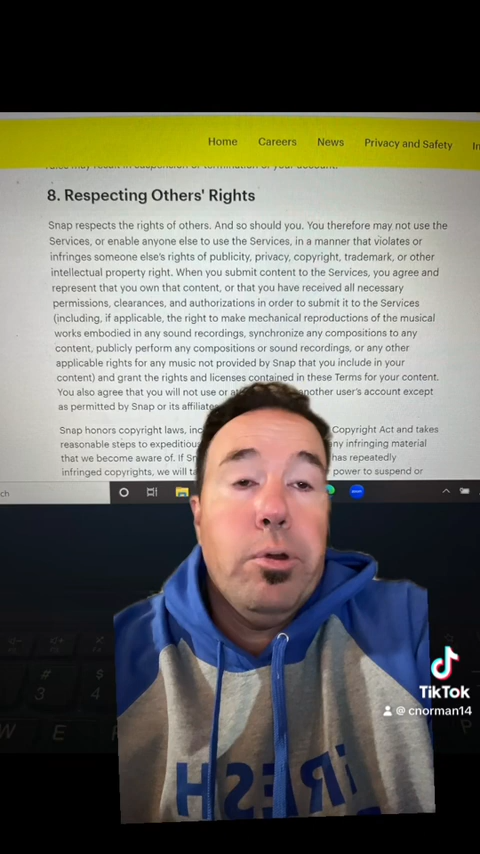 Home Careers News Privacy and Safety
8. Respecting Others' Rights
Snap respects the rights of others. And so should you. You therefore may not use the
Services, or enable anyone else to use the Services, in a manner that violates or
infringes someone else's rights of publicity, privacy, copyright, trademark, or other
intellectual property right. When you submit content to the Services, you agree and
represent that you own that content, or that you have received all necessary
permissions, clearances, and authorizations in order to submit it to the Services
(including, if applicable, the right to make mechanical reproductions of the musical
works embodied in any sound recordings, synchronize any compositions to any
content, publicly perform any compositions or sound recordings, or any other
applicable rights for any music not provided by Snap that you include in your
content) and grant the rights and licenses contained in these Terms for your content.
You also agree that you will not use or another user's account except
as permitted by Snap or its affiliates
Snap honors copyright laws, Copyright Act and takes
reasonable steps to any infringing material
that we become aware of. If has repeatedly
infringed copyrights, we will power to suspend or
ch
# $
3 4
W E
TikTok
@cnorman14
FRESH